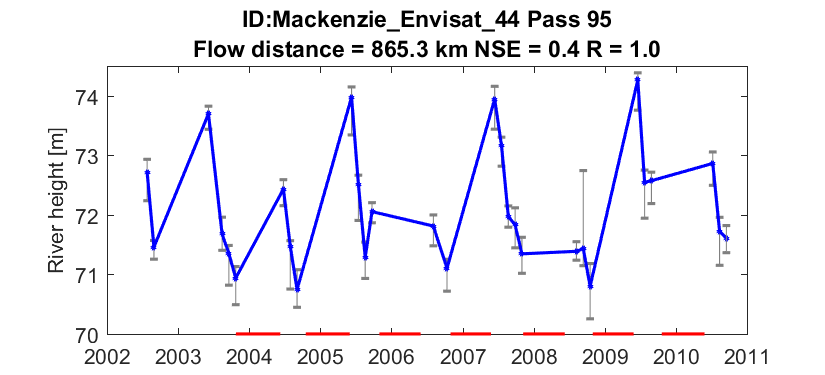 ID:Mackenzie_Envisat_44 Pass 95
Flow distance = 865.3 km NSE = 0.4 R = 1.0
River height [m]
74
73
72
71
70
2002 2003 2004 2005 2006 2007 2008 2009 2010 2011